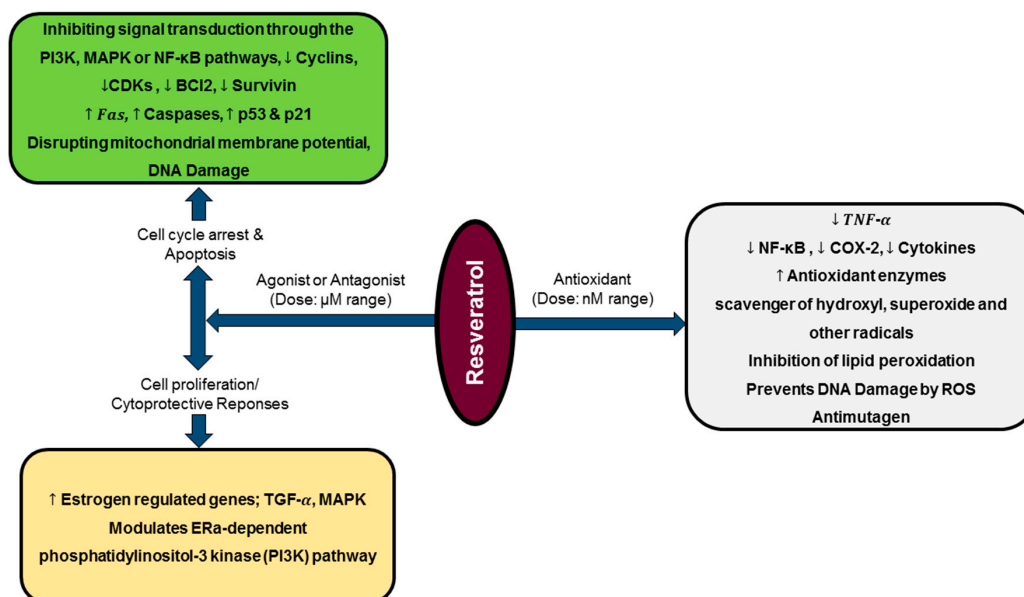 Inhibiting signal transduction through the
PI3K, MAPK or NF-κB pathways, ↓ Cyclins,
↓CDKs , ↓ BCl2, ↓ Survivin
↑ Fas, ↑ Caspases, ↑ p53 & p21
Disrupting mitochondrial membrane potential,
DNA Damage
Cell cycle arrest &
Apoptosis
Agonist or Antagonist
(Dose: µM range)
Resveratrol
Antioxidant
(Dose: nM range)
↓ TNF-α
↓ NF-κB , ↓ COX-2, ↓ Cytokines
↑ Antioxidant enzymes
scavenger of hydroxyl, superoxide and
other radicals
Inhibition of lipid peroxidation
Prevents DNA Damage by ROS
Antimutagen
Cell proliferation/
Cytoprotective Reponses
↑ Estrogen regulated genes; TGF-α, MAPK
Modulates ERa-dependent
phosphatidylinositol-3 kinase (PI3K) pathway